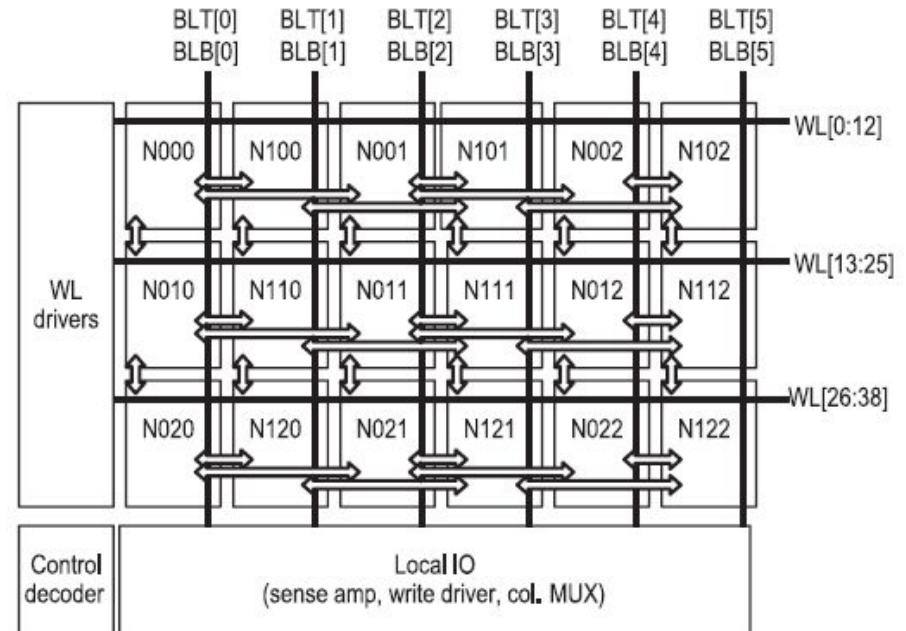 BLT[0] BLT[1] BLT[2] BLT[3] BLT[4] BLT[5]
BLB[0] BLB[1] BLB[2] BLB[3] BLB[4] BLB[5]
WL[0:12]
N000 N100 N001 N101 N002 N102
WL[13:25]
WL
drivers
N010 N110 N011 N111 N012 N112
WL[26:38]
N020 N120 N021 N121 N022 N122
Control
decoder
Local IO
(sense amp, write driver, col. MUX)